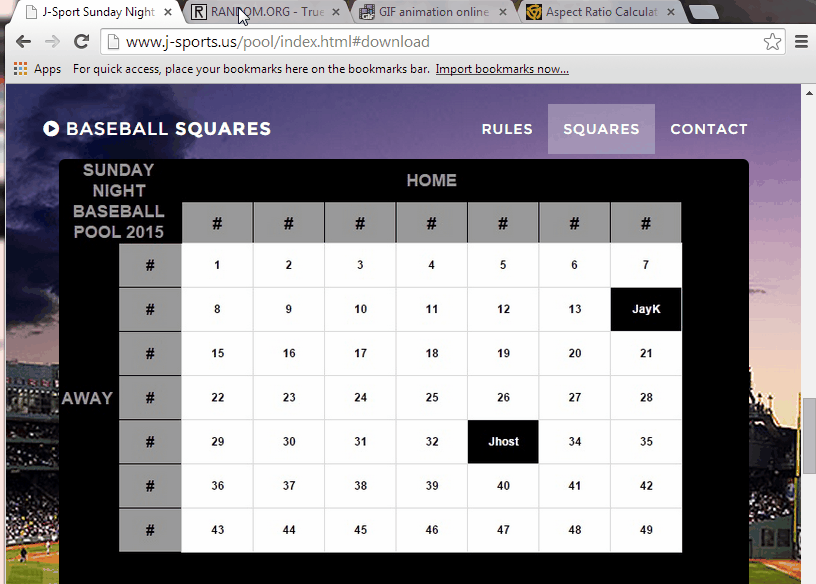 J-Sport Sunday Night
RANDOM.ORG - True
GIF animation online
Aspect Ratio Calculat
www.j-sports.us/pool/index.html#download
Apps For quick access, place your bookmarks here on the bookmarks bar. Import bookmarks now...
BASEBALL SQUARES
RULES SQUARES CONTACT
SUNDAY
NIGHT
BASEBALL
POOL 2015
HOME
# # # # # # #
# 1 2 3 4 5 6 7
# 8 9 10 11 12 13 JayK
# 15 16 17 18 19 20 21
AWAY # 22 23 24 25 26 27 28
# 29 30 31 32 Jhost 34 35
# 36 37 38 39 40 41 42
# 43 44 45 46 47 48 49